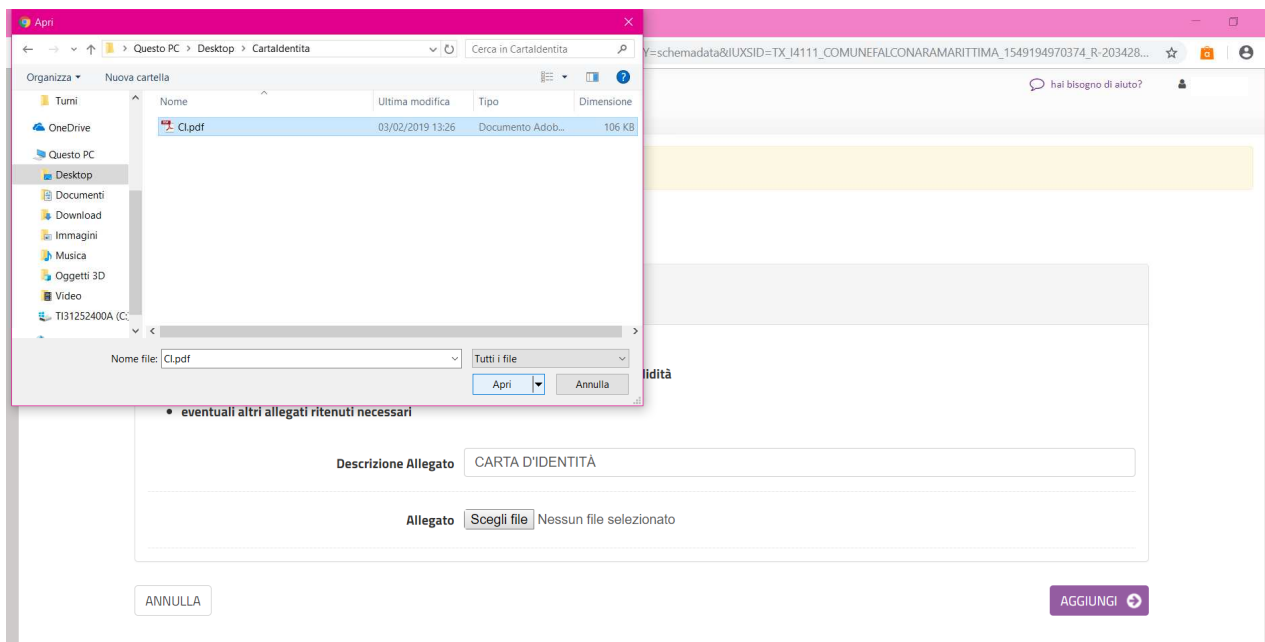 Apri
Questo PC > Desktop > CartaIdentita
Cerca in CartaIdentita
Y=schemadata&IUXSID=TX_I4111_COMUNEFALCONARAMARITTIMA_1549194970374_R-203428...
Organizza
Nuova cartella
hai bisogno di aiuto?
Nome
Ultima modifica
Tipo
Dimensione
Turni
OneDrive
Questo PC
Desktop
Documenti
Download
Immagini
Musica
Oggetti 3D
Video
TI31252400A (C:)
CI.pdf
03/02/2019 13:26
Documento Adob...
106 KB
Nome file:
CI.pdf
Tutti i file
Apri
Annulla
lidità
• eventuali altri allegati ritenuti necessari
Descrizione Allegato
CARTA D'IDENTITÀ
Allegato
Scegli file
Nessun file selezionato
ANNULLA
AGGIUNGI